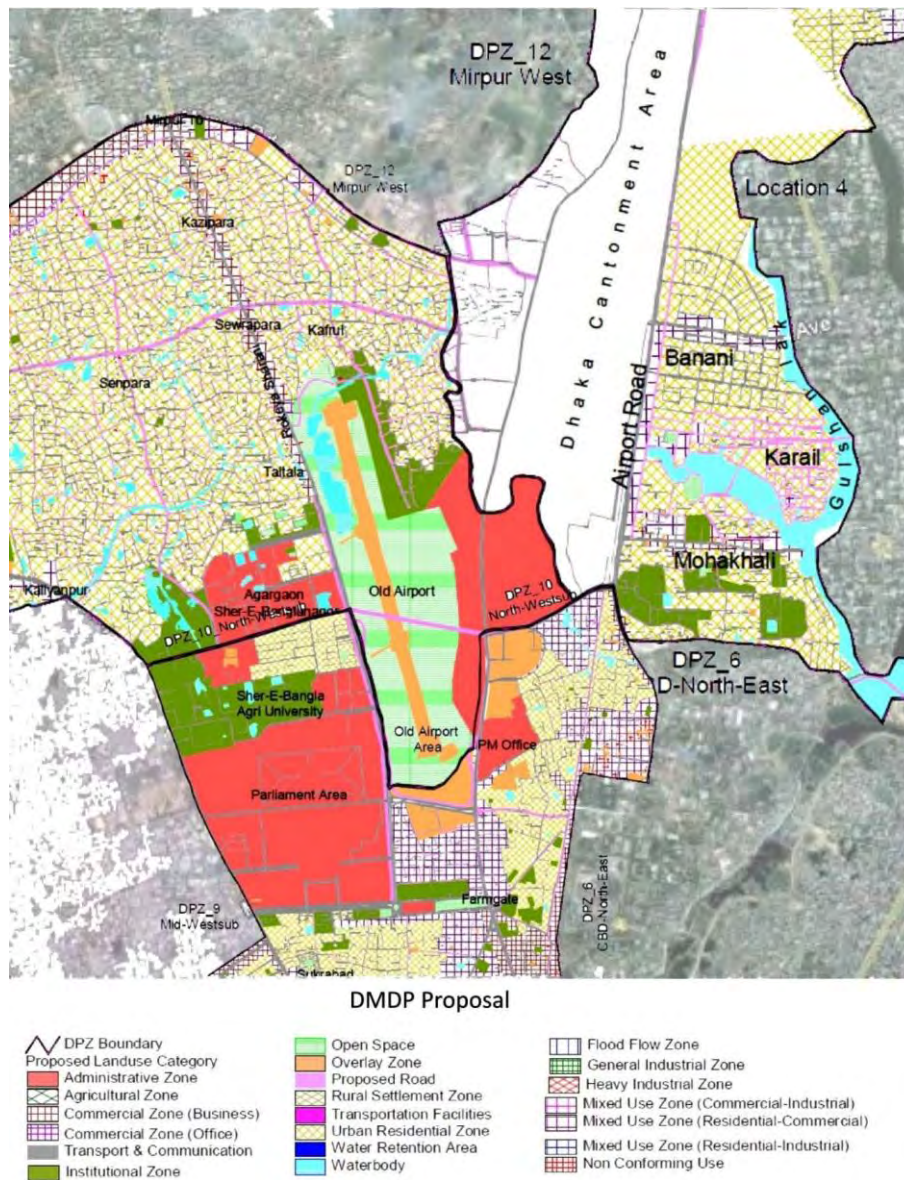 DPZ_12
Mirpur West
Mirpur 10
DPZ_12
Mirpur West
Location 4
Kazipara
Dhaka Cantonment Area
Ave
Sewrapara
Kafrul
Banani
Senpara
Rokeya Sharani
Airport Road
Gulshan Lake
Karail
Taltala
Mohakhali
Kallyanpur
Agargaon
Sher-E-Banglanagor
Old Airport
DPZ_10
North-Westsub
DPZ_10
North-Westsub
DPZ_6
D-North-East
Sher-E-Bangla
Agri University
Old Airport
Area
PM Office
Parliament Area
DPZ_9
Mid-Westsub
Farmgate
DPZ_6
CBD-North-East
Sukrabad
DMDP Proposal
DPZ Boundary
Proposed Landuse Category
Administrative Zone
Agricultural Zone
Commercial Zone (Business)
Commercial Zone (Office)
Transport & Communication
Institutional Zone
Open Space
Overlay Zone
Proposed Road
Rural Settlement Zone
Transportation Facilities
Urban Residential Zone
Water Retention Area
Waterbody
Flood Flow Zone
General Industrial Zone
Heavy Industrial Zone
Mixed Use Zone (Commercial-Industrial)
Mixed Use Zone (Residential-Commercial)
Mixed Use Zone (Residential-Industrial)
Non Conforming Use